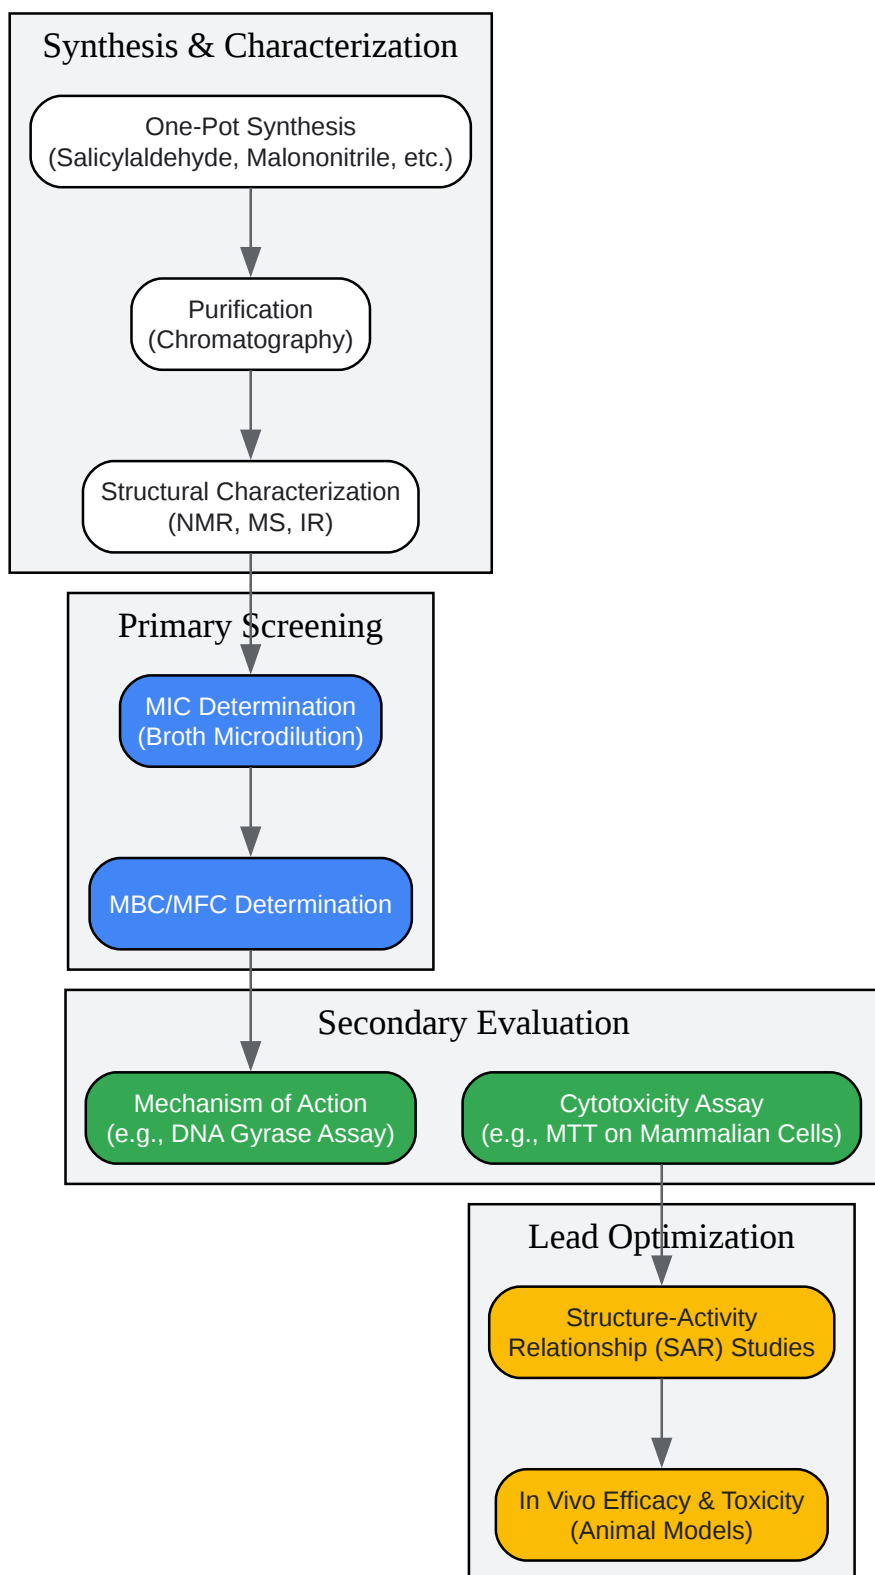 Synthesis & Characterization
One-Pot Synthesis
(Salicylaldehyde, Malononitrile, etc.)
Purification
(Chromatography)
Structural Characterization
(NMR, MS, IR)
Primary Screening
MIC Determination
(Broth Microdilution)
MBC/MFC Determination
Secondary Evaluation
Mechanism of Action
(e.g., DNA Gyrase Assay)
Cytotoxicity Assay
(e.g., MTT on Mammalian Cells)
Lead Optimization
Structure-Activity
Relationship (SAR) Studies
In Vivo Efficacy & Toxicity
(Animal Models)